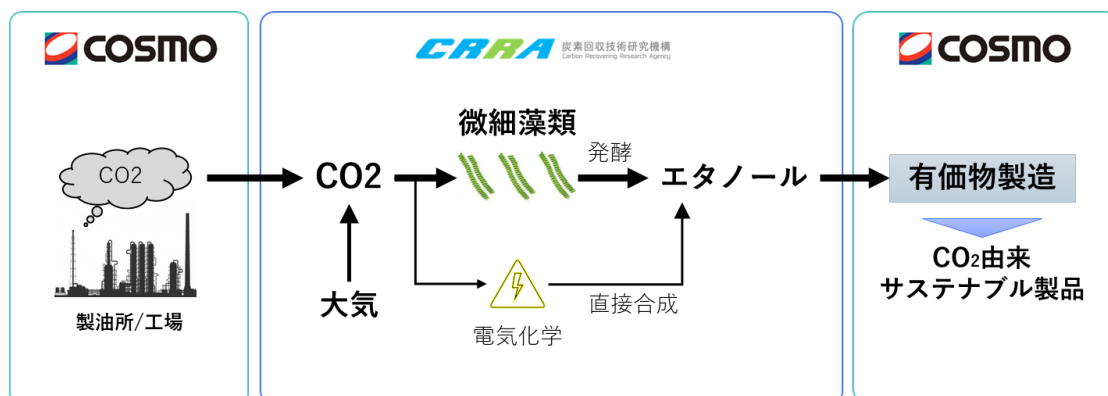 COSMO
CO2
製油所/工場
CRRA
炭素回収技術研究機構
Carbon Recovering Research Agency
微細藻類
発酵
CO2
エタノール
大気
電気化学
直接合成
COSMO
有価物製造
CO₂由来
サステナブル製品